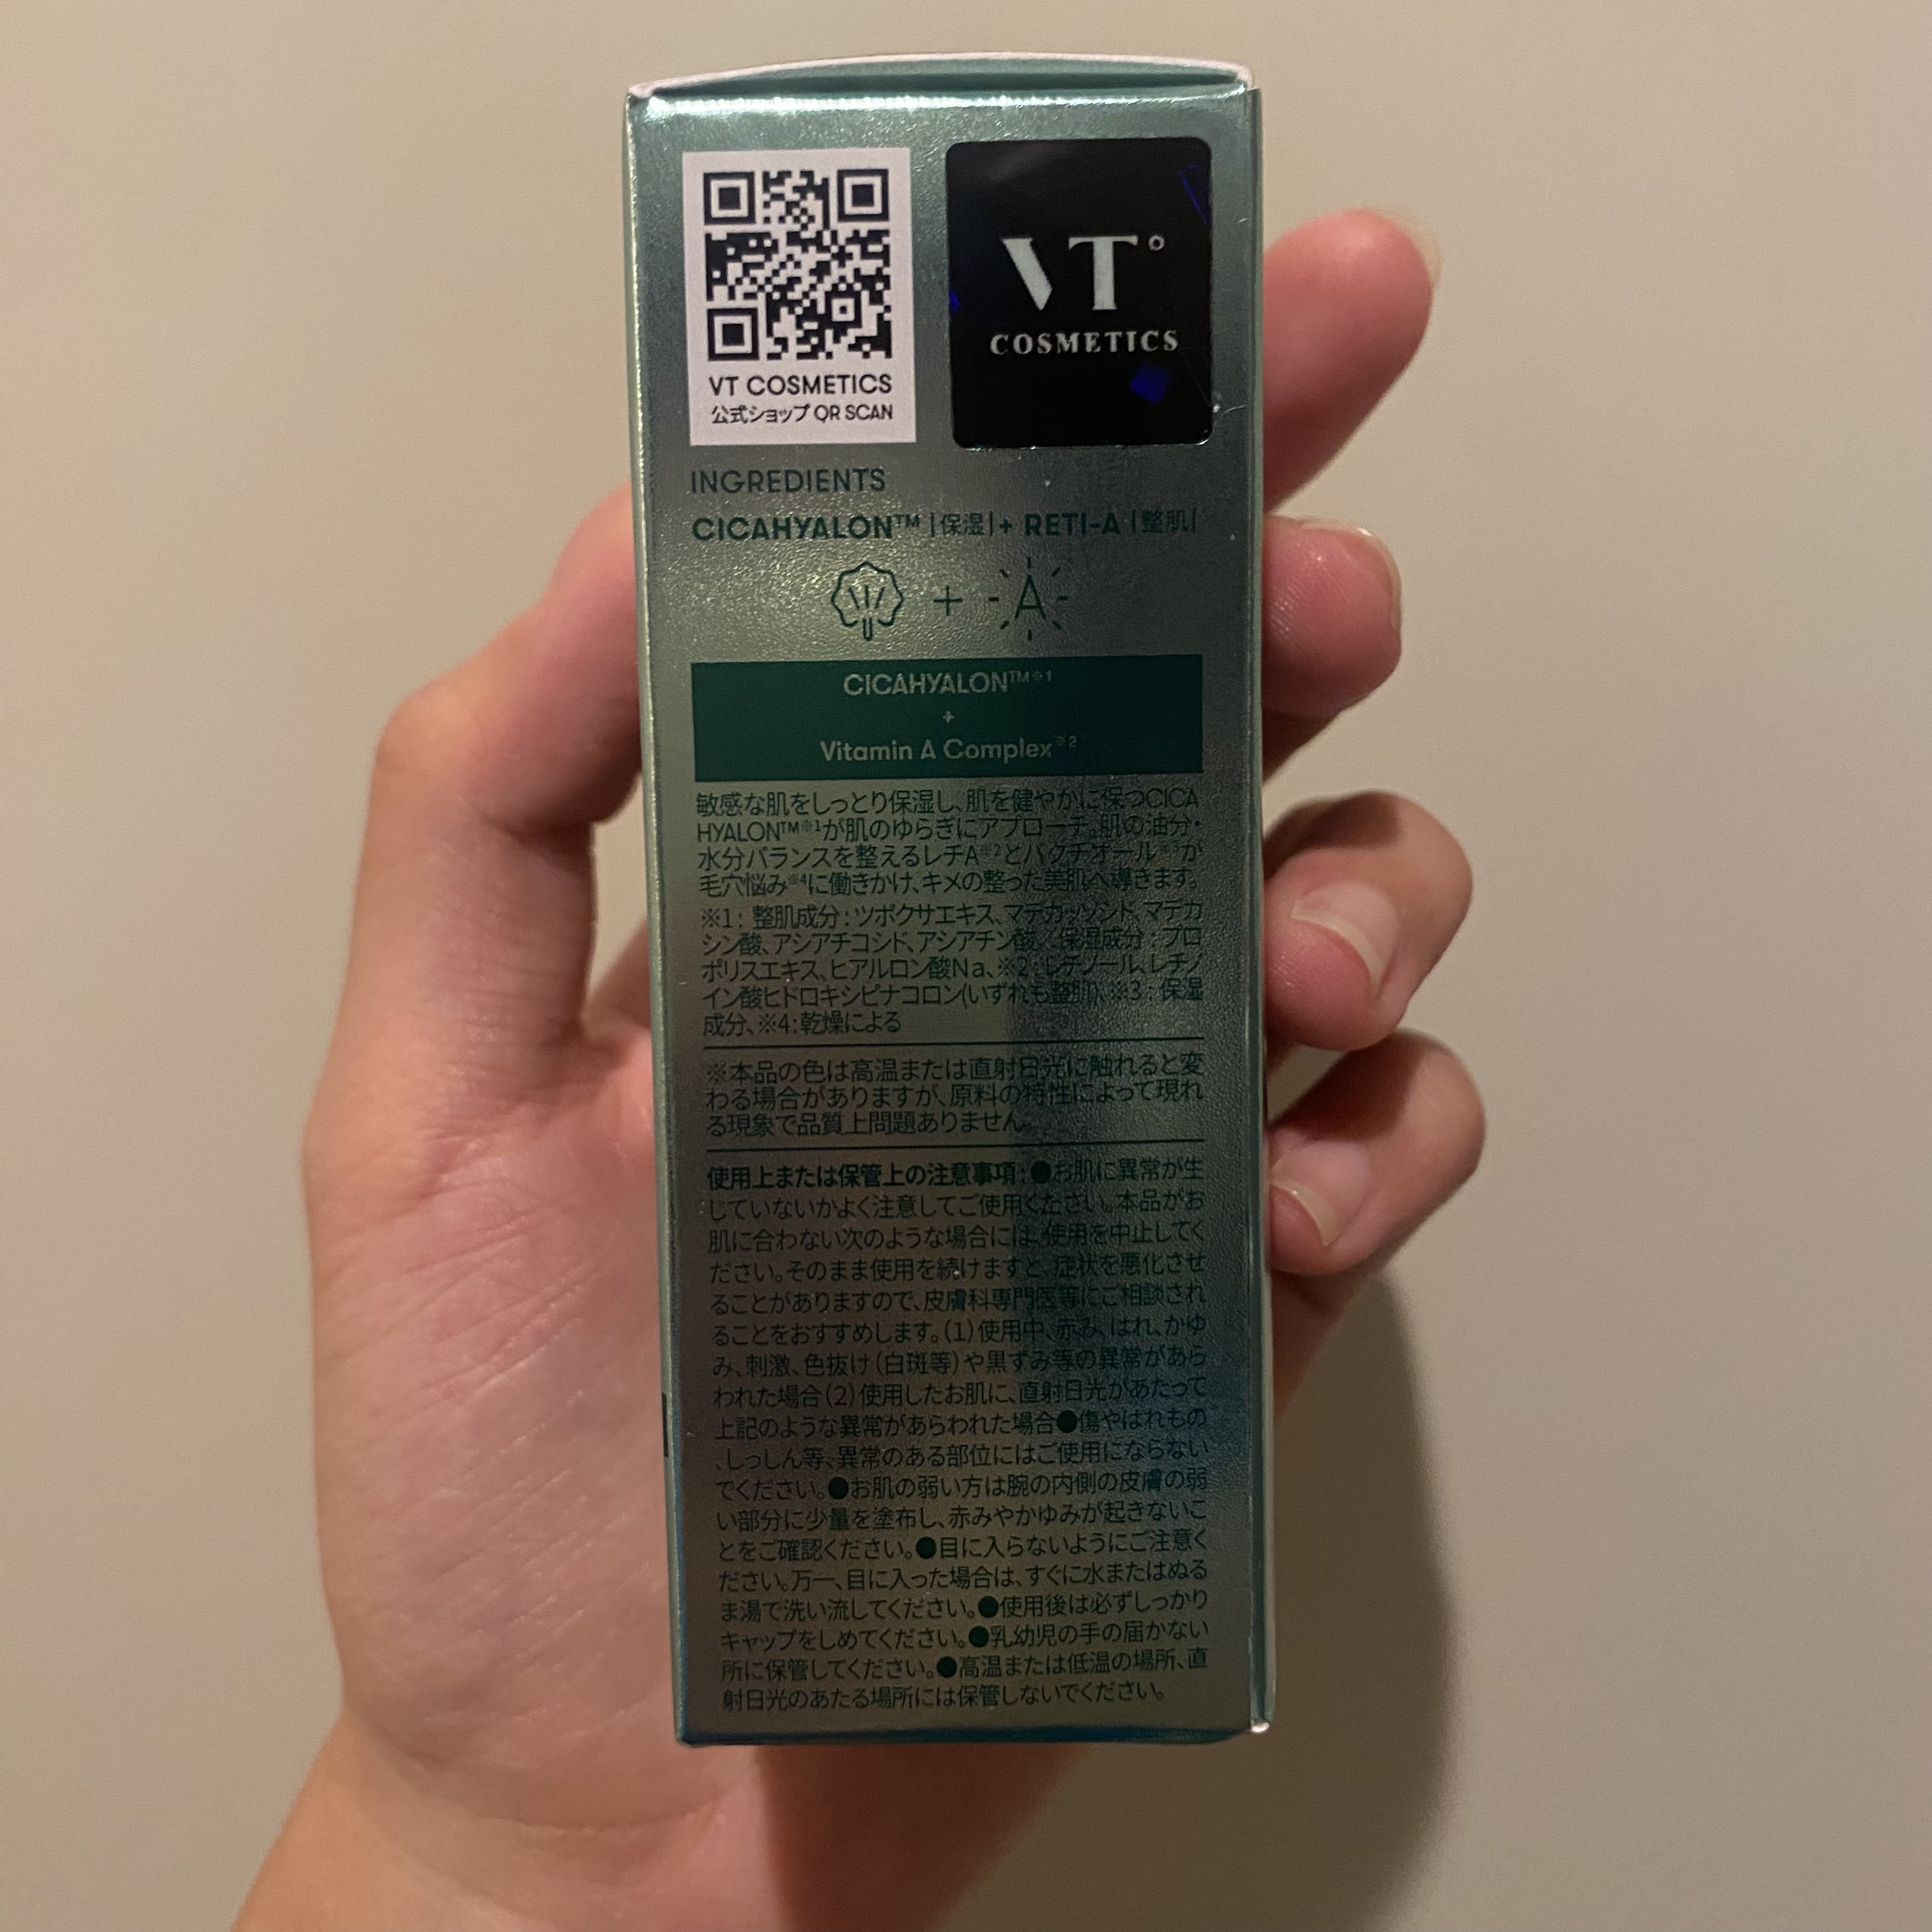 VT COSMETICS
公式ショップ QR SCAN
VT°
COSMETICS
INGREDIENTS
CICAHYALON™ |保湿| + RETI-A |整肌|
A
CICAHYALON™※1
+
Vitamin A Complex※2
敏感な肌をしっとり保湿し、肌を健やかに保つCICA
HYALON™※1が肌のゆらぎにアプローチ。肌の油分・
水分バランスを整えるレチA※2とバクチオール※3が
毛穴悩み※4に働きかけ、キメの整った美肌へ導きます。
※1 : 整肌成分 : ツボクサエキス、マデカッソシド、マデカ
シン酸、アシアチコシド、アシアチン酸／保湿成分 : プロ
ポリスエキス、ヒアルロン酸Na、※2 : レチノール、レチノ
イン酸ヒドロキシピナコロン(いずれも整肌)、※3 : 保湿
成分、※4 : 乾燥による
※本品の色は高温または直射日光に触れると変
わる場合がありますが、原料の特性によって現れ
る現象で品質上問題ありません。
使用上または保管上の注意事項 : ●お肌に異常が生
じていないかよく注意してご使用ください。本品がお
肌に合わない次のような場合には、使用を中止してく
ださい。そのまま使用を続けますと、症状を悪化させ
ることがありますので、皮膚科専門医等にご相談され
ることをおすすめします。(1) 使用中、赤み、はれ、かゆ
み、刺激、色抜け (白斑等) や黒ずみ等の異常があら
われた場合 (2) 使用したお肌に、直射日光があたって
上記のような異常があらわれた場合●傷やはれもの
、しっしん等、異常のある部位にはご使用にならない
でください。●お肌の弱い方は腕の内側の皮膚の弱
い部分に少量を塗布し、赤みやかゆみが起きないこ
とをご確認ください。●目に入らないようにご注意く
ださい。万一、目に入った場合は、すぐに水またはぬる
ま湯で洗い流してください。●使用後は必ずしっかり
キャップをしめてください。●乳幼児の手の届かない
所に保管してください。●高温または低温の場所、直
射日光のあたる場所には保管しないでください。